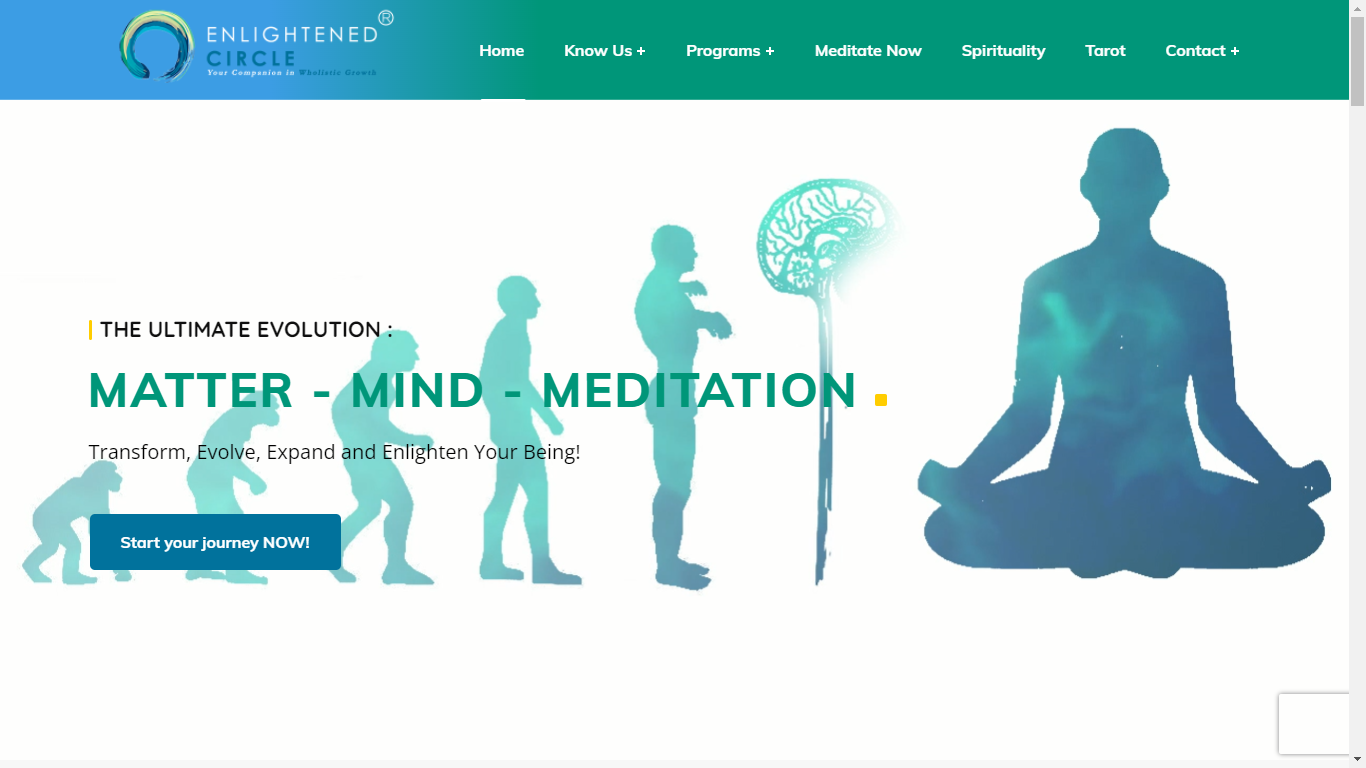 ENLIGHTENED®
CIRCLE
Your Companion in Wholistic Growth
Home
Know Us +
Programs +
Meditate Now
Spirituality
Tarot
Contact +
THE ULTIMATE EVOLUTION :
MATTER - MIND - MEDITATION .
Transform, Evolve, Expand and Enlighten Your Being!
Start your journey NOW!